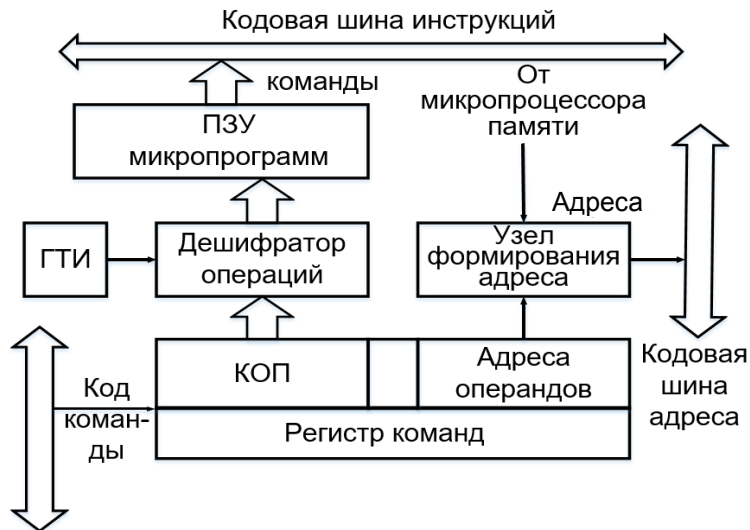 Кодовая шина инструкций
команды
От
микропроцессора
памяти
ПЗУ
микропрограмм
Адреса
ГТИ
Дешифратор
операций
Узел
формирования
адреса
КОП
Адреса
операндов
Код
коман-
ды
Регистр команд
Кодовая
шина
адреса